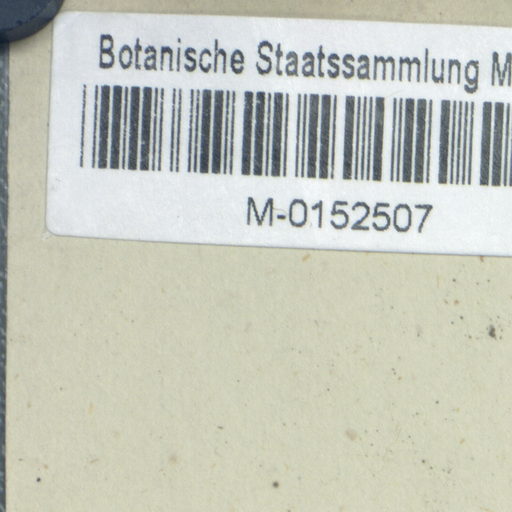 Botanische Staatssammlung M
M-0152507